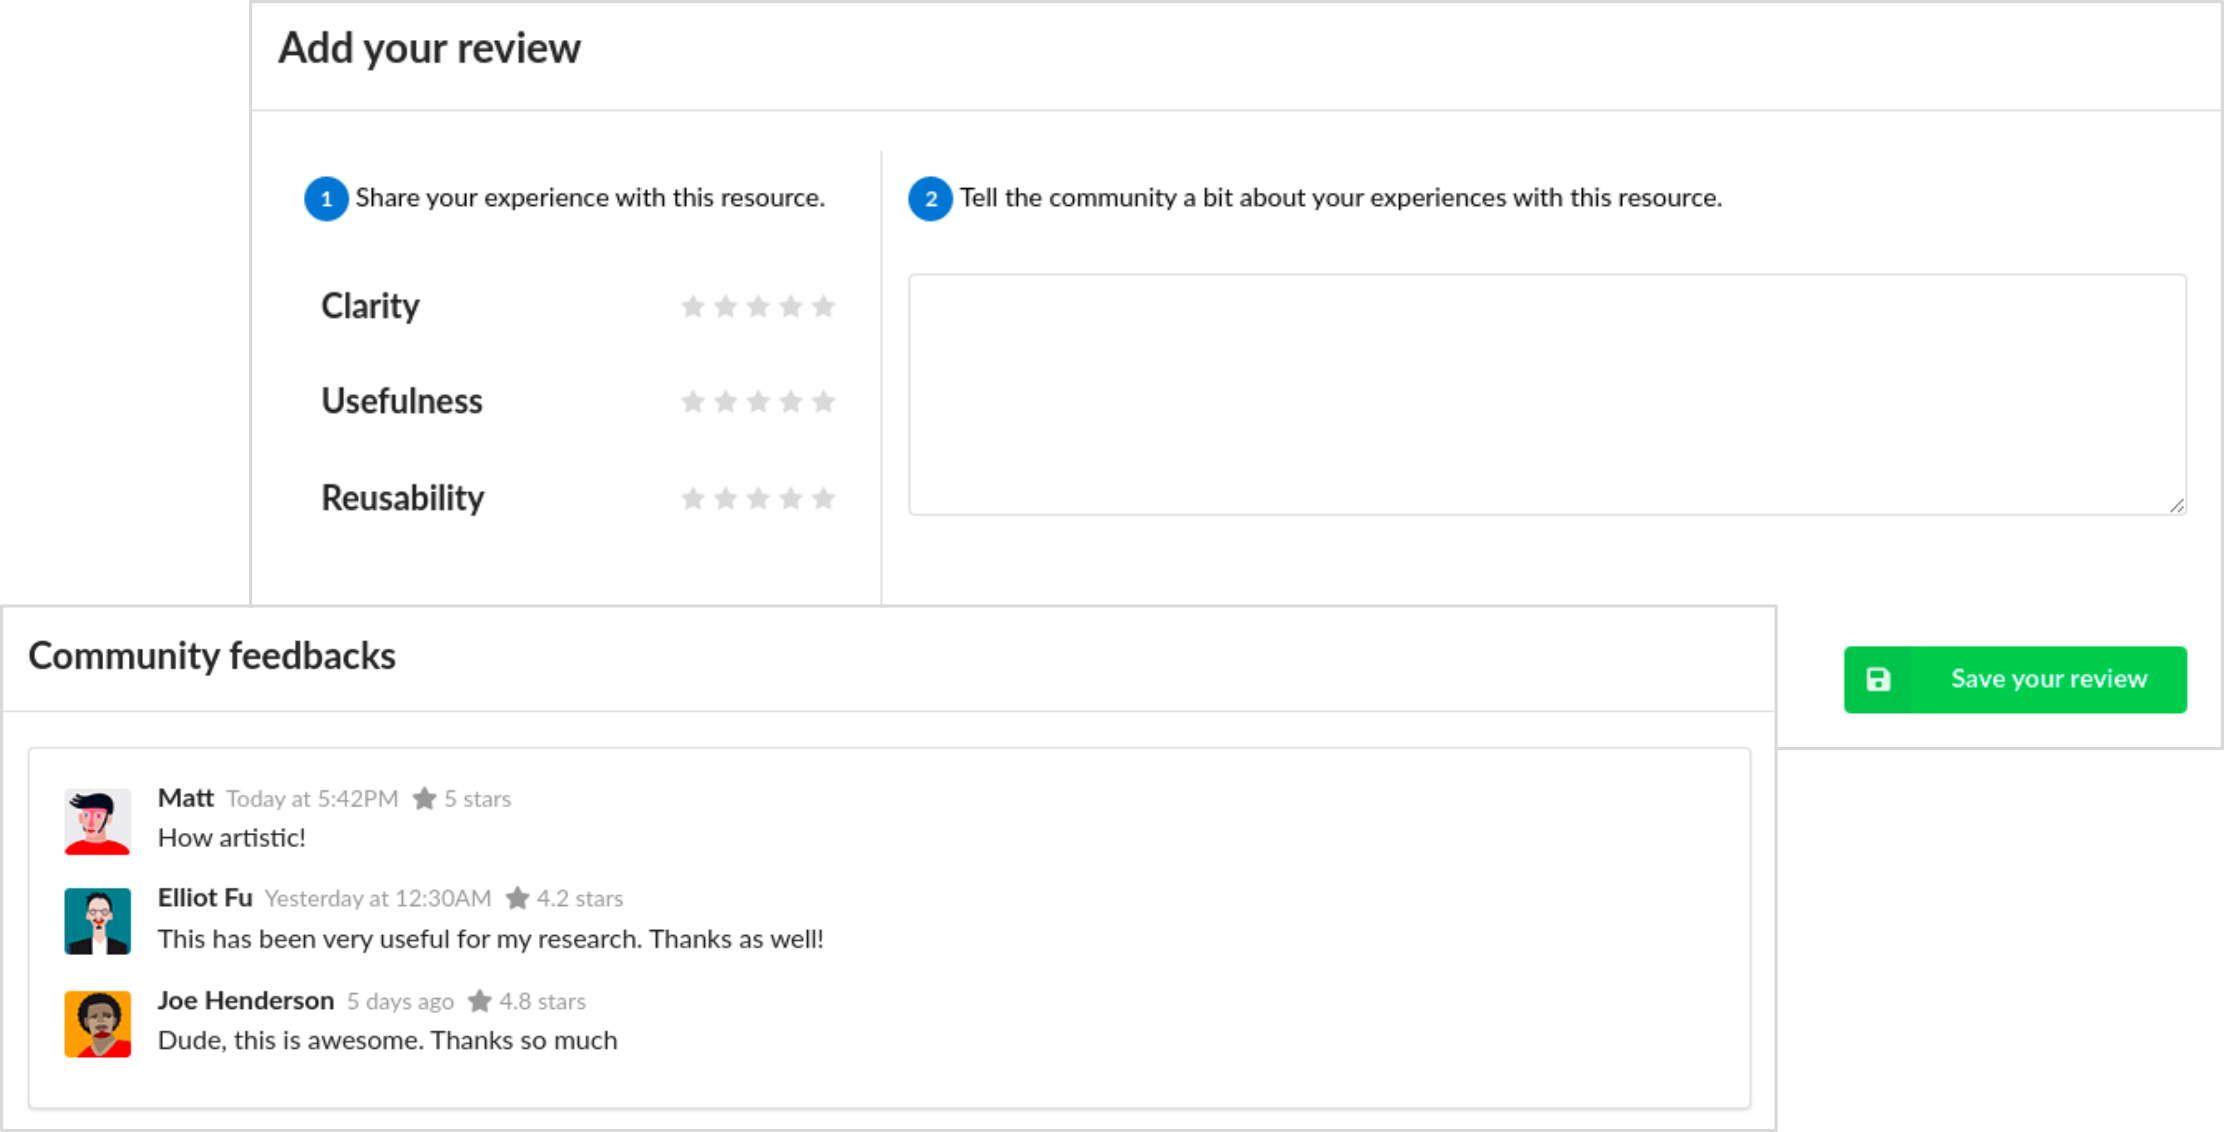 Add your review
1 Share your experience with this resource.
Clarity
Usefulness
Reusability
2 Tell the community a bit about your experiences with this resource.
Save your review
Community feedbacks
Matt Today at 5:42PM 5 stars
How artistic!
Elliot Fu Yesterday at 12:30AM 4.2 stars
This has been very useful for my research. Thanks as well!
Joe Henderson 5 days ago 4.8 stars
Dude, this is awesome. Thanks so much